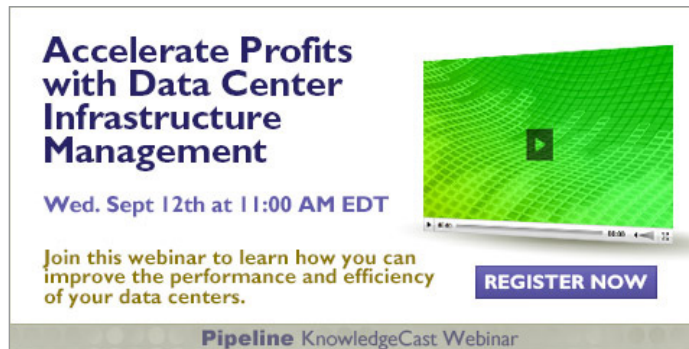 Accelerate Profits
with Data Center
Infrastructure
Management
Wed. Sept 12th at 11:00 AM EDT
Join this webinar to learn how you can
improve the performance and efficiency
of your data centers.
REGISTER NOW
Pipeline KnowledgeCast Webinar